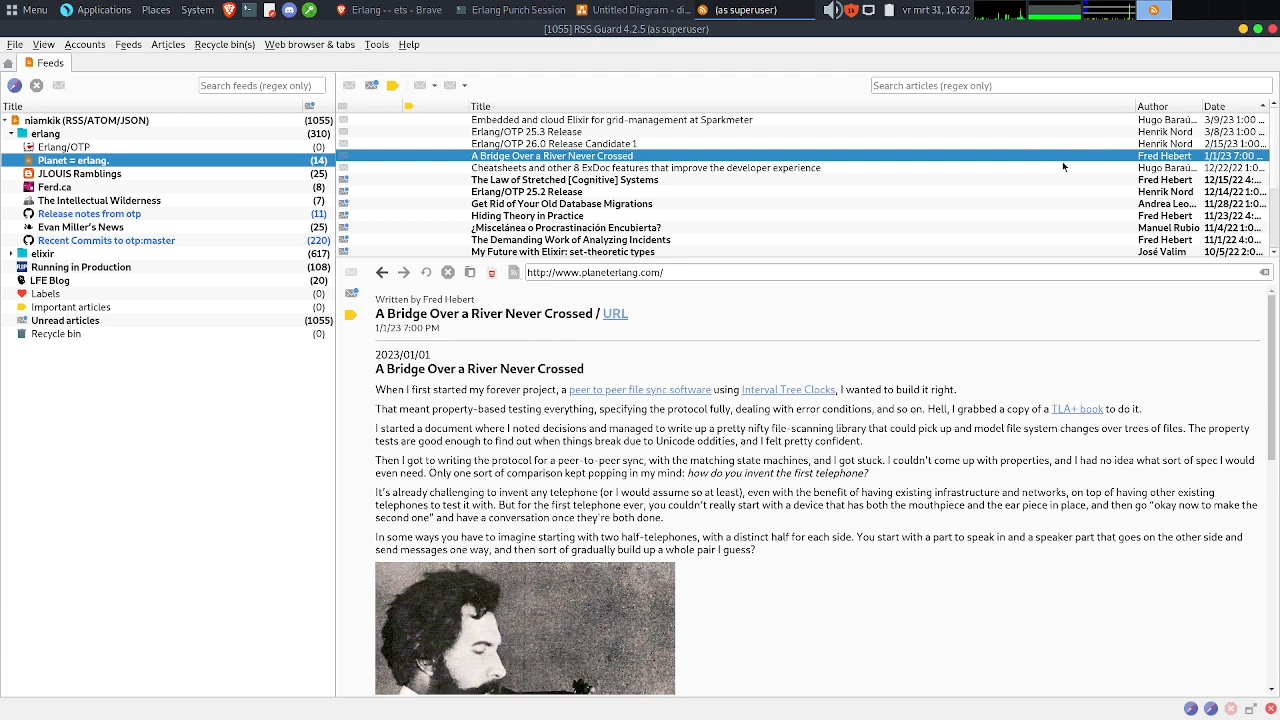 Menu Applications Places System Erlang -- ets - Brave Erlang Punch Session Untitled Diagram - di... (as superuser) vr mrt 31, 16:22
[1055] RSS Guard 4.2.5 (as superuser)
File View Accounts Feeds Articles Recycle bin(s) Web browser & tabs Tools Help
Feeds
Search feeds (regex only)
Search articles (regex only)
Title
niamkik (RSS/ATOM/JSON) (1055)
erlang (310)
Erlang/OTP (0)
Planet = erlang. (14)
JLOUIS Ramblings (25)
Ferd.ca (8)
The Intellectual Wilderness (7)
Release notes from otp (11)
Evan Miller's News (25)
Recent Commits to otp:master (220)
elixir (617)
Running in Production (108)
LFE Blog (20)
Labels (0)
Important articles (0)
Unread articles (1055)
Recycle bin (0)
Title Author Date
Embedded and cloud Elixir for grid-management at Sparkmeter Hugo Baraú... 3/9/23 1:00 ...
Erlang/OTP 25.3 Release Henrik Nord 3/8/23 1:00 ...
Erlang/OTP 26.0 Release Candidate 1 Henrik Nord 2/15/23 1:00...
A Bridge Over a River Never Crossed Fred Hebert 1/1/23 7:00 ...
Cheatsheets and other 8 ExDoc features that improve the developer experience Hugo Baraú... 12/22/22 1:0...
The Law of Stretched [Cognitive] Systems Fred Hebert 12/15/22 4:...
Erlang/OTP 25.2 Release Henrik Nord 12/14/22 1:0...
Get Rid of Your Old Database Migrations Andrea Leo... 11/28/22 1:0...
Hiding Theory in Practice Fred Hebert 11/23/22 4:...
¿Miscelánea o Procrastinación Encubierta? Manuel Rubio 11/4/22 1:0...
The Demanding Work of Analyzing Incidents Fred Hebert 11/1/22 4:0...
My Future with Elixir: set-theoretic types José Valim 10/5/22 2:0...
http://www.planeterlang.com/
Written by Fred Hebert
A Bridge Over a River Never Crossed / URL
1/1/23 7:00 PM
2023/01/01
A Bridge Over a River Never Crossed
When I first started my forever project, a peer to peer file sync software using Interval Tree Clocks, I wanted to build it right.
That meant property-based testing everything, specifying the protocol fully, dealing with error conditions, and so on. Hell, I grabbed a copy of a TLA+ book to do it.
I started a document where I noted decisions and managed to write up a pretty nifty file-scanning library that could pick up and model file system changes over trees of files. The property
tests are good enough to find out when things break due to Unicode oddities, and I felt pretty confident.
Then I got to writing the protocol for a peer-to-peer sync, with the matching state machines, and I got stuck. I couldn't come up with properties, and I had no idea what sort of spec I would
even need. Only one sort of comparison kept popping in my mind: how do you invent the first telephone?
It's already challenging to invent any telephone (or I would assume so at least), even with the benefit of having existing infrastructure and networks, on top of having other existing
telephones to test it with. But for the first telephone ever, you couldn't really start with a device that has both the mouthpiece and the ear piece in place, and then go “okay now to make the
second one” and have a conversation once they're both done.
In some ways you have to imagine starting with two half-telephones, with a distinct half for each side. You start with a part to speak in and a speaker part that goes on the other side and
send messages one way, and then sort of gradually build up a whole pair I guess?